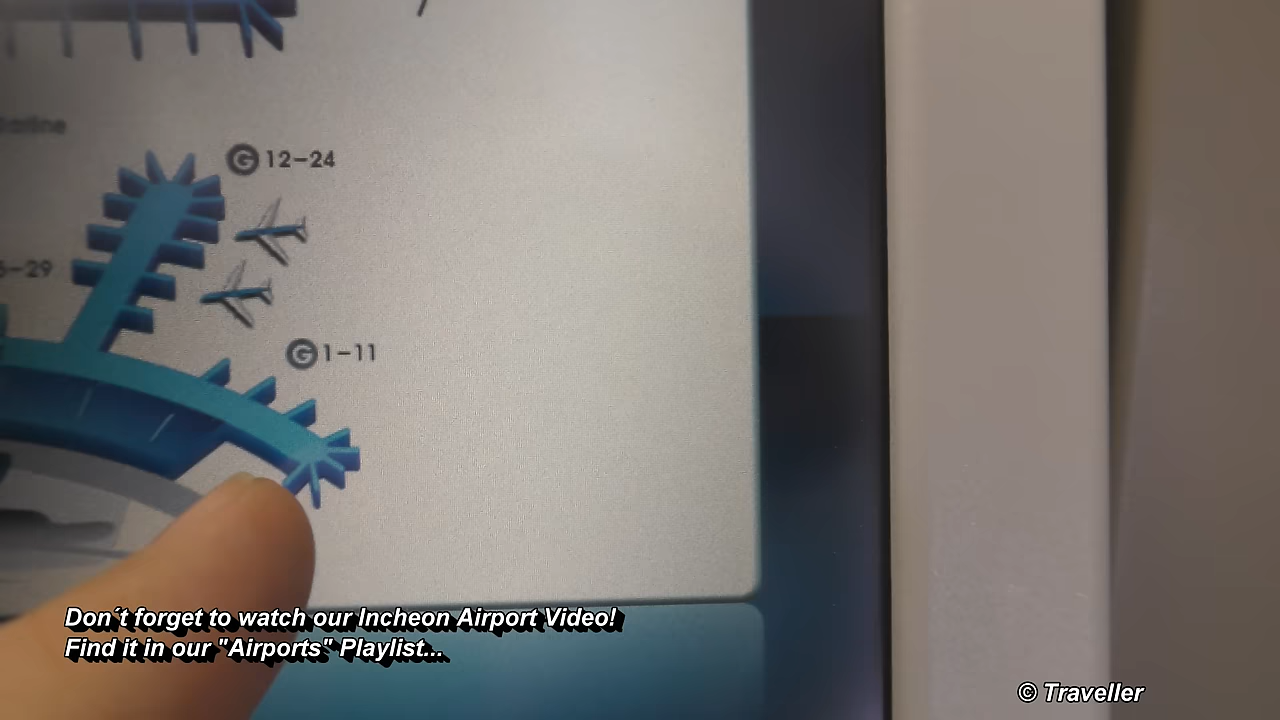 G 12-24
G 1-11
Don´t forget to watch our Incheon Airport Video!
Find it in our "Airports" Playlist...
© Traveller